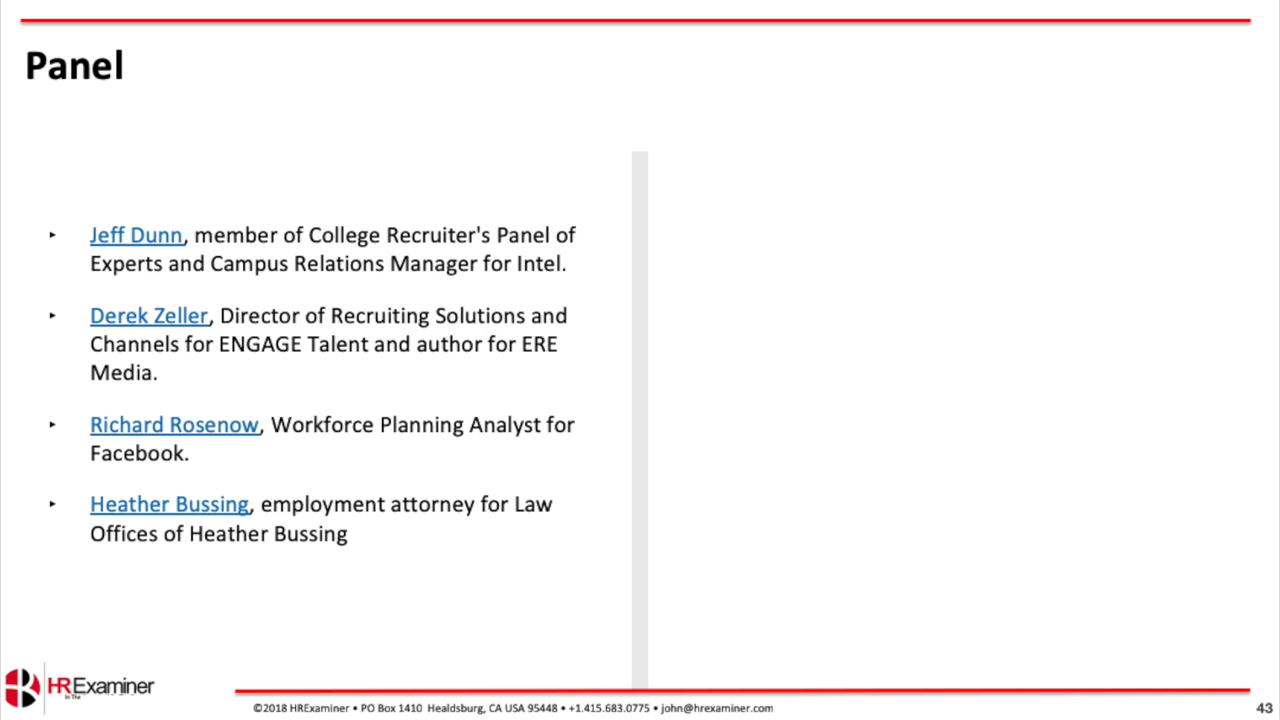 Panel
‣ Jeff Dunn, member of College Recruiter's Panel of
Experts and Campus Relations Manager for Intel.
‣ Derek Zeller, Director of Recruiting Solutions and
Channels for ENGAGE Talent and author for ERE
Media.
‣ Richard Rosenow, Workforce Planning Analyst for
Facebook.
‣ Heather Bussing, employment attorney for Law
Offices of Heather Bussing
HRExaminer
In The
©2018 HRExaminer • PO Box 1410 Healdsburg, CA USA 95448 • +1.415.683.0775 • john@hrexaminer.com
43